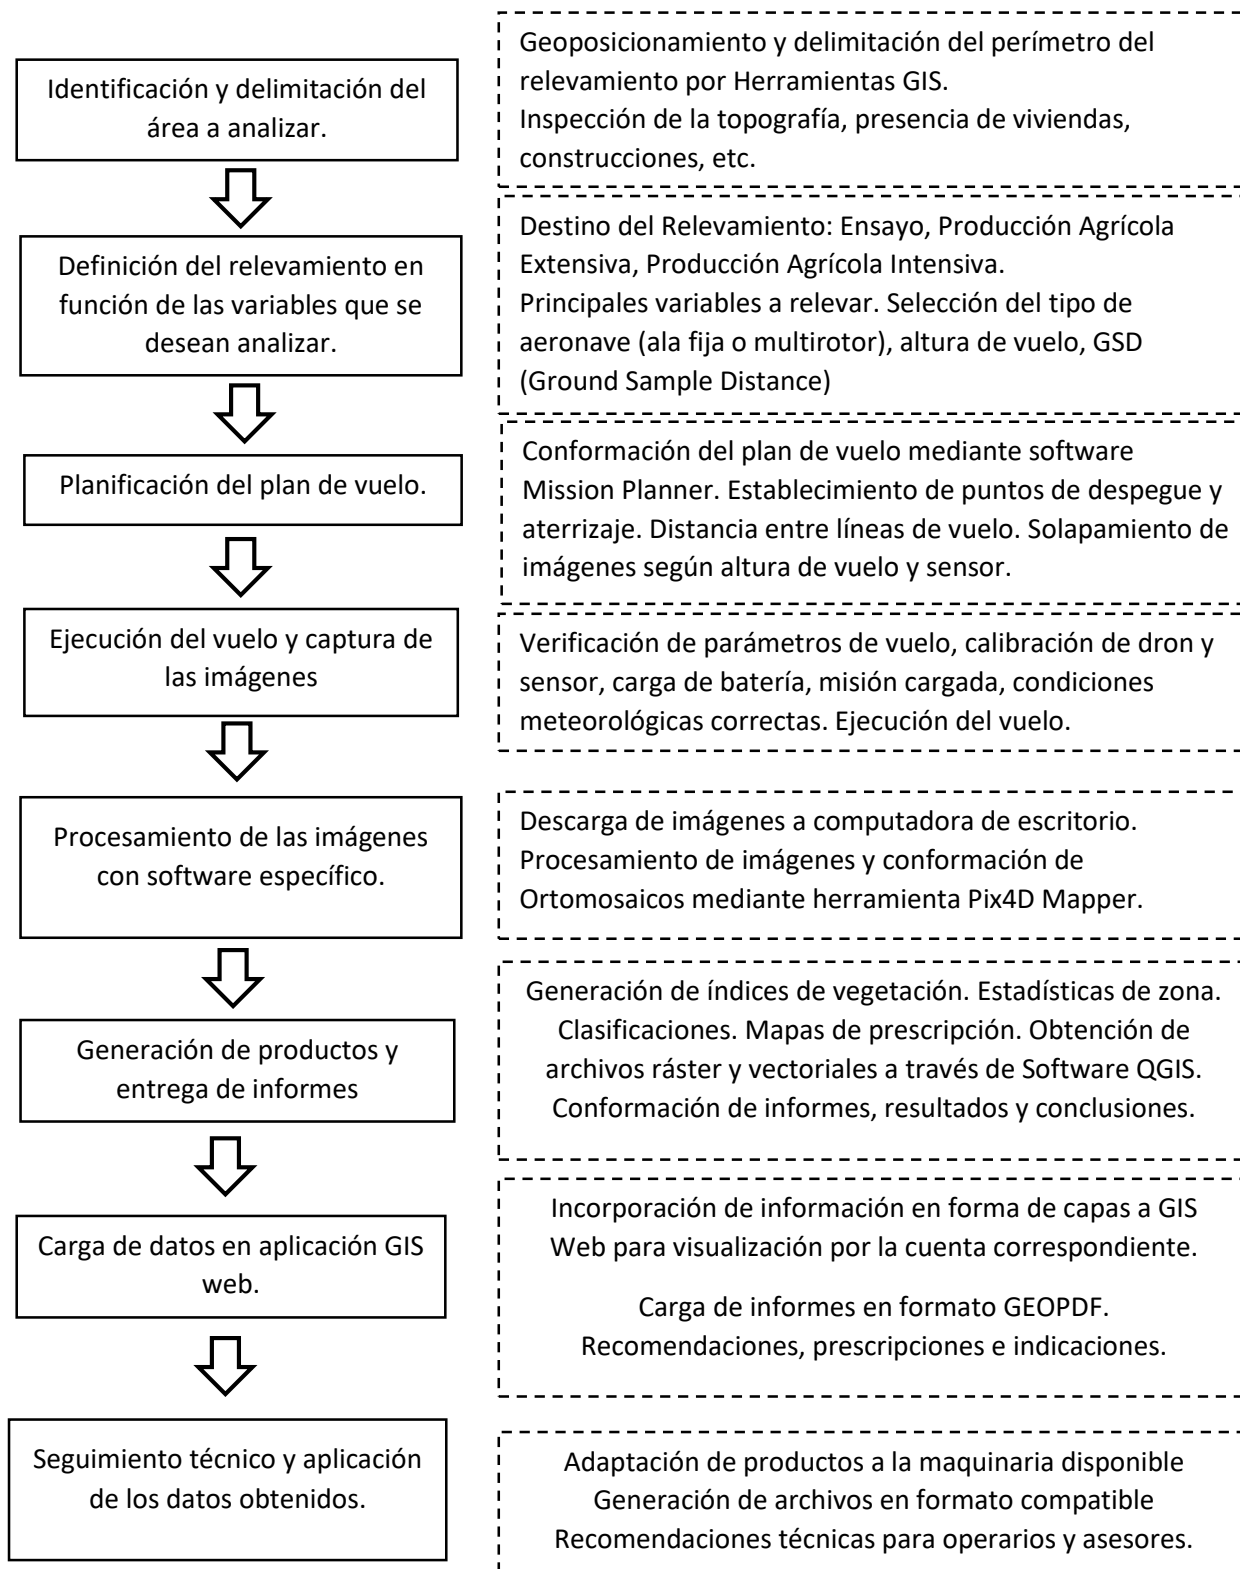 Identificación y delimitación del
área a analizar.
Geoposicionamiento y delimitación del perímetro del
relevamiento por Herramientas GIS.
Inspección de la topografía, presencia de viviendas,
construcciones, etc.
Definición del relevamiento en
función de las variables que se
desean analizar.
Destino del Relevamiento: Ensayo, Producción Agrícola
Extensiva, Producción Agrícola Intensiva.
Principales variables a relevar. Selección del tipo de
aeronave (ala fija o multirotor), altura de vuelo, GSD
(Ground Sample Distance)
Planificación del plan de vuelo.
Conformación del plan de vuelo mediante software
Mission Planner. Establecimiento de puntos de despegue y
aterrizaje. Distancia entre líneas de vuelo. Solapamiento de
imágenes según altura de vuelo y sensor.
Ejecución del vuelo y captura de
las imágenes
Verificación de parámetros de vuelo, calibración de dron y
sensor, carga de batería, misión cargada, condiciones
meteorológicas correctas. Ejecución del vuelo.
Procesamiento de las imágenes
con software específico.
Descarga de imágenes a computadora de escritorio.
Procesamiento de imágenes y conformación de
Ortomosaicos mediante herramienta Pix4D Mapper.
Generación de productos y
entrega de informes
Generación de índices de vegetación. Estadísticas de zona.
Clasificaciones. Mapas de prescripción. Obtención de
archivos ráster y vectoriales a través de Software QGIS.
Conformación de informes, resultados y conclusiones.
Carga de datos en aplicación GIS
web.
Incorporación de información en forma de capas a GIS
Web para visualización por la cuenta correspondiente.
Carga de informes en formato GEOPDF.
Recomendaciones, prescripciones e indicaciones.
Seguimiento técnico y aplicación
de los datos obtenidos.
Adaptación de productos a la maquinaria disponible
Generación de archivos en formato compatible
Recomendaciones técnicas para operarios y asesores.